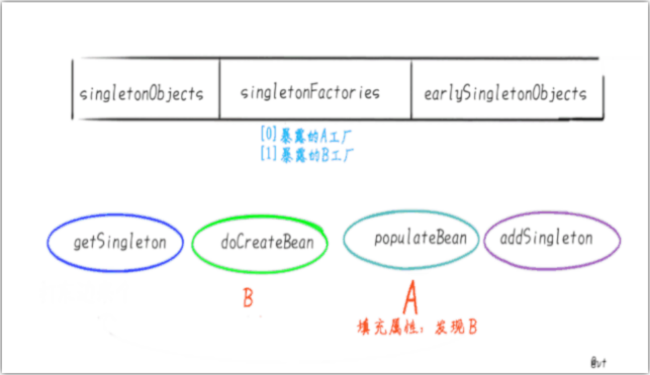 singletonObjects singletonFactories earlySingletonObjects
[0]暴露的A工厂
[1]暴露的B工厂
getSingleton doCreateBean populateBean addSingleton
B A
填充属性：发现B